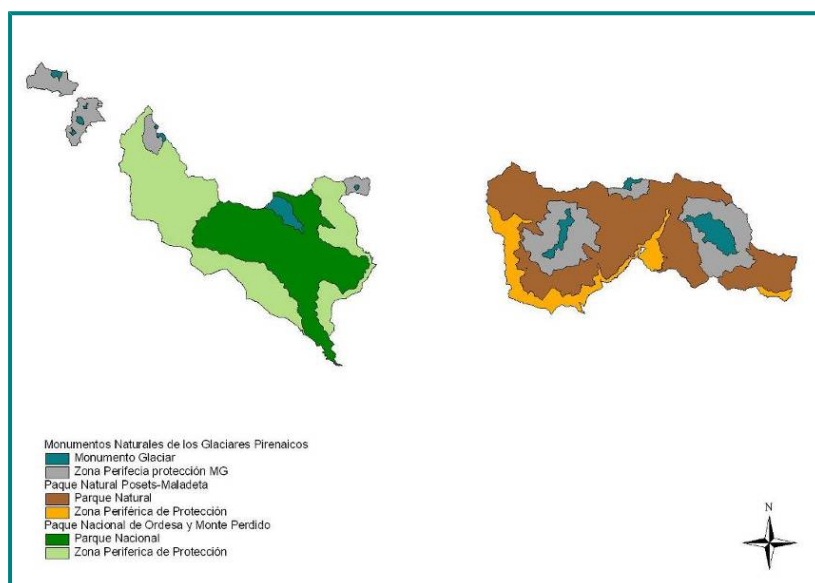 N
Monumentos Naturales de los Glaciares Pirenaicos
Monumento Glaciar
Zona Perifecia protección MG
Paque Natural Posets-Maladeta
Parque Natural
Zona Periférica de Protección
Paque Nacional de Ordesa y Monte Perdido
Parque Nacional
Zona Periferica de Protección